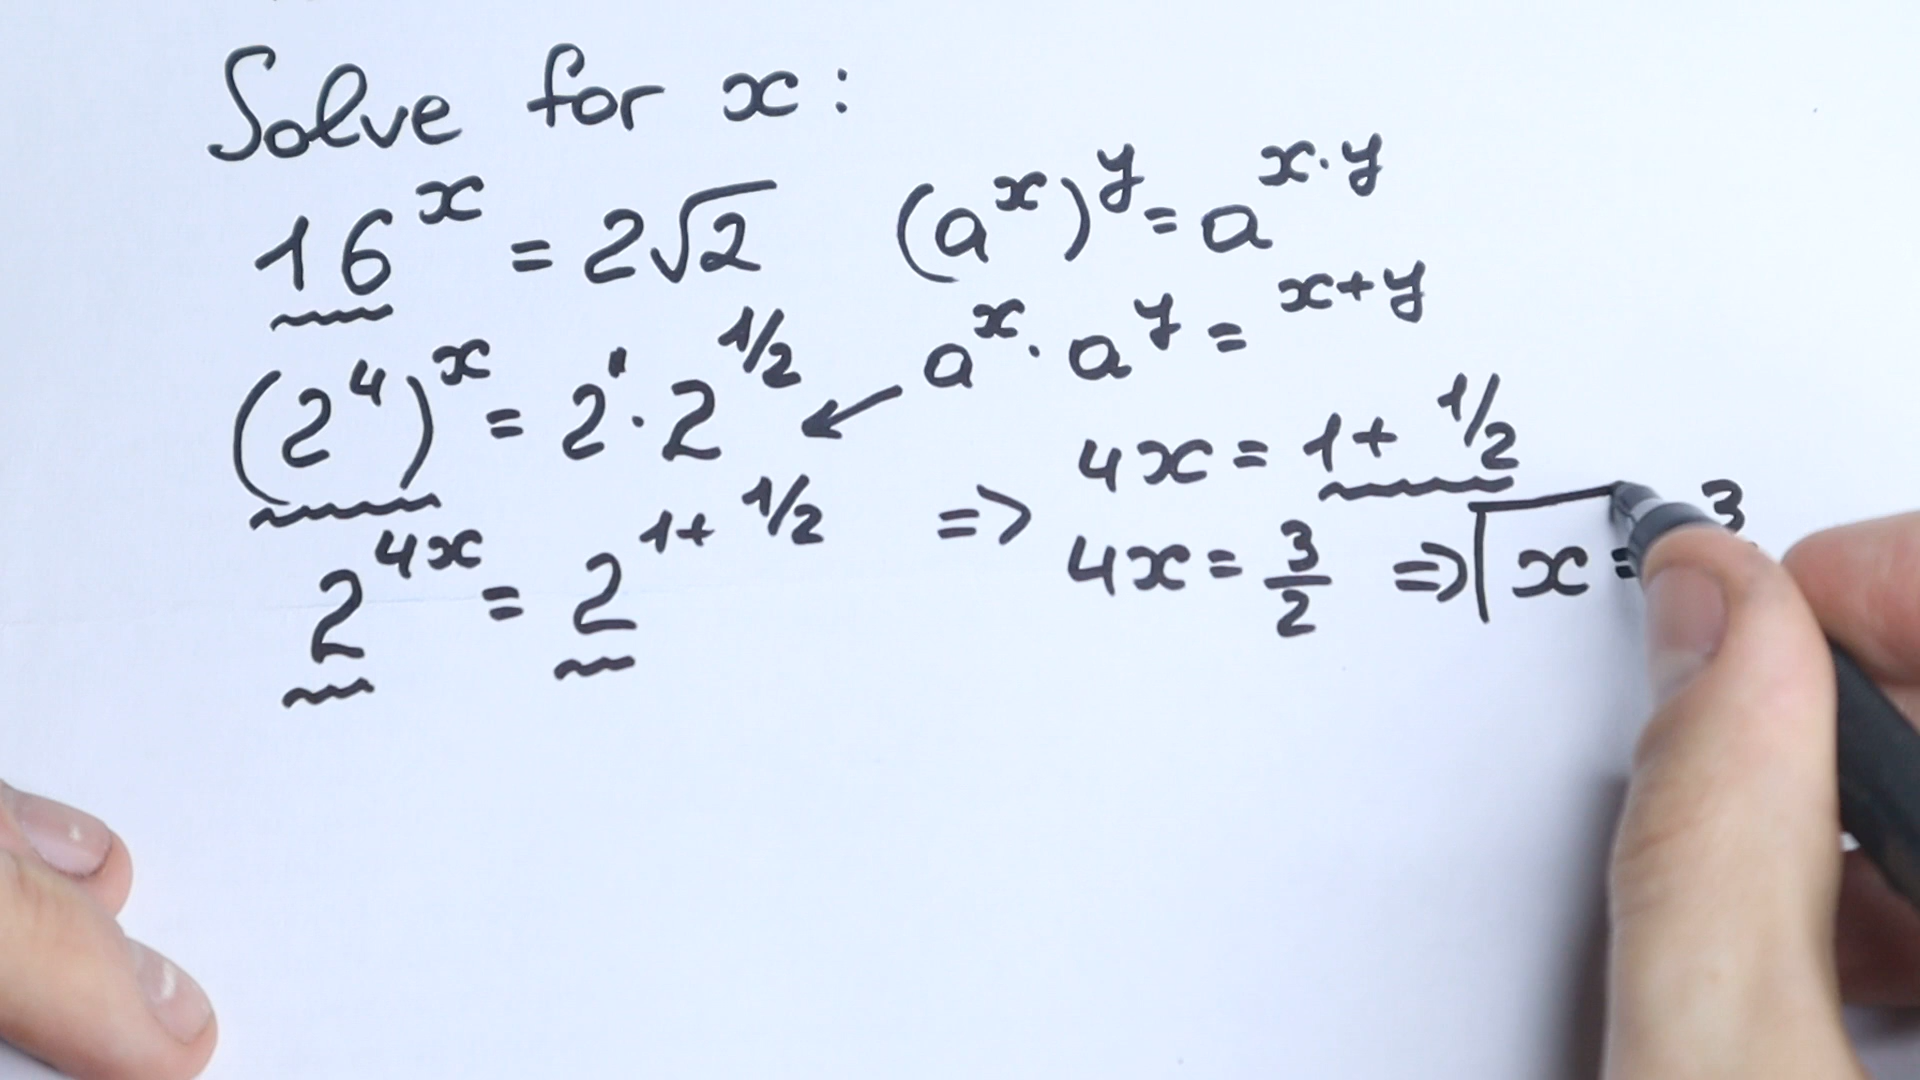 Solve for x:
16^x = 2√2
(a^x)^y = a^(x·y)
a^x · a^y = ^(x+y)
(2^4)^x = 2^1 · 2^(1/2)
2^(4x) = 2^(1+1/2)
=> 4x = 1+ 1/2
4x = 3/2 => x = 3